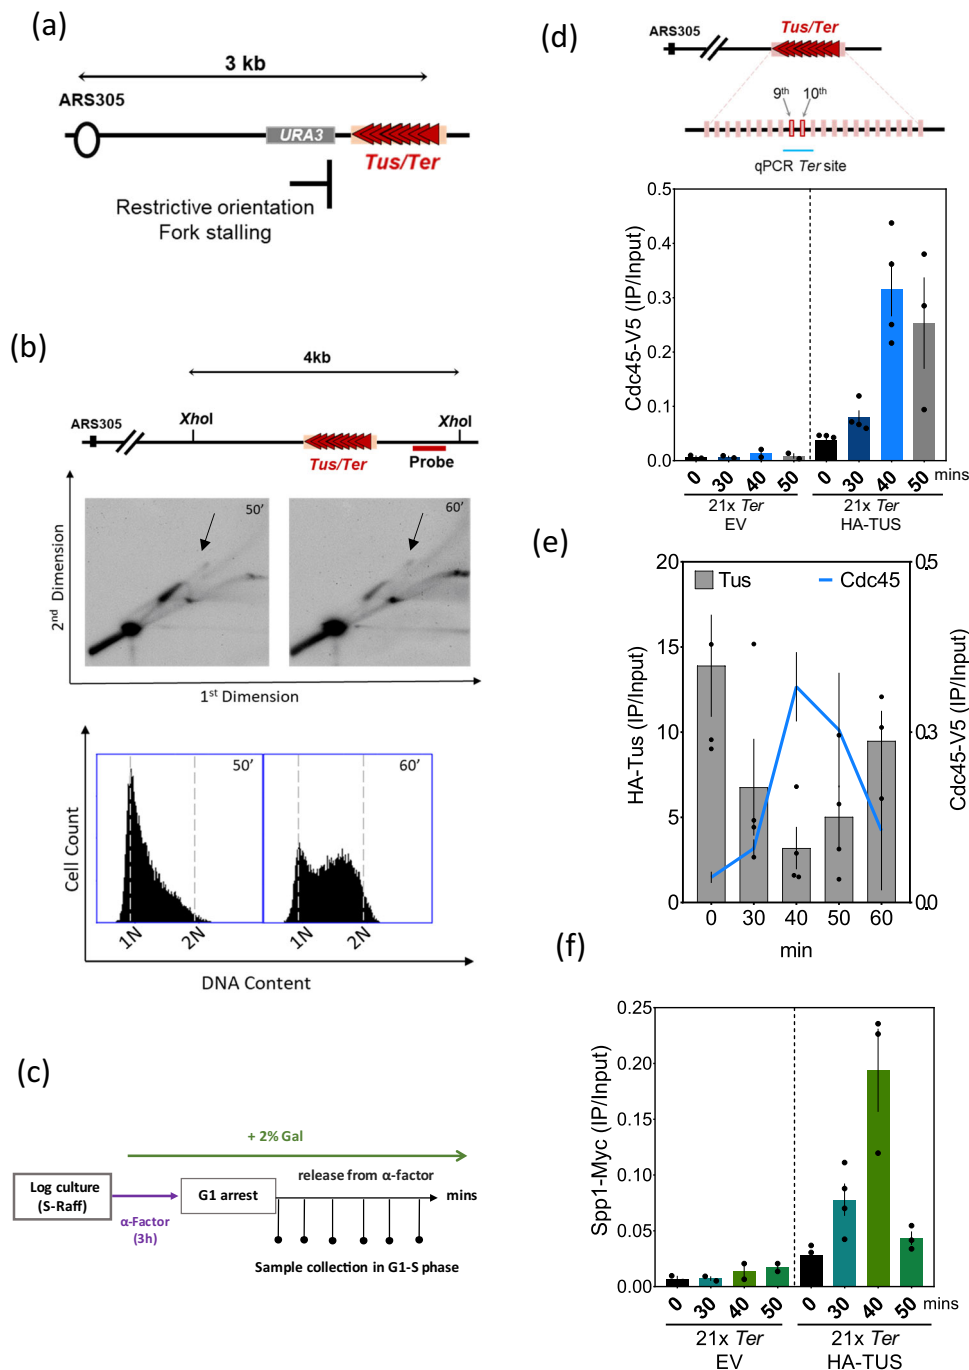 (a)
3 kb
ARS305
URA3
Tus/Ter
Restrictive orientation
Fork stalling
(b)
4kb
ARS305
XhoI
XhoI
Tus/Ter
Probe
2nd Dimension
50’
60’
1st Dimension
Cell Count
50’
60’
1N
2N
1N
2N
DNA Content
(c)
+ 2% Gal
Log culture
(S-Raff)
α-Factor
(3h)
G1 arrest
release from α-factor
mins
Sample collection in G1-S phase
(d)
Tus/Ter
ARS305
9th
10th
qPCR Ter site
Cdc45-V5 (IP/Input)
0.5
0.4
0.3
0.2
0.1
0.0
0 30 40 50 0 30 40 50 mins
21x Ter
EV
21x Ter
HA-TUS
(e)
Tus
Cdc45
HA-Tus (IP/Input)
20
15
10
5
0
Cdc45-V5 (IP/Input)
0.5
0.3
0.0
0 30 40 50 60
min
(f)
Spp1-Myc (IP/Input)
0.25
0.20
0.15
0.10
0.05
0.00
0 30 40 50 0 30 40 50 mins
21x Ter
EV
21x Ter
HA-TUS